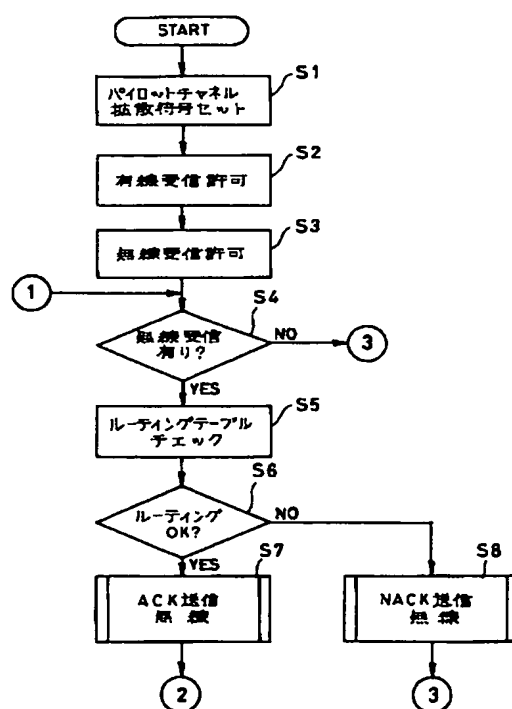 START
S1
パイロットチャネル
拡散符号セット
S2
有線受信許可
S3
無線受信許可
1
S4
無線受信
有り?
NO
3
YES
S5
ルーティングテーブル
チェック
S6
ルーティング
OK?
NO
YES
S7
ACK送信
無線
S8
NACK送信
無線
2
3